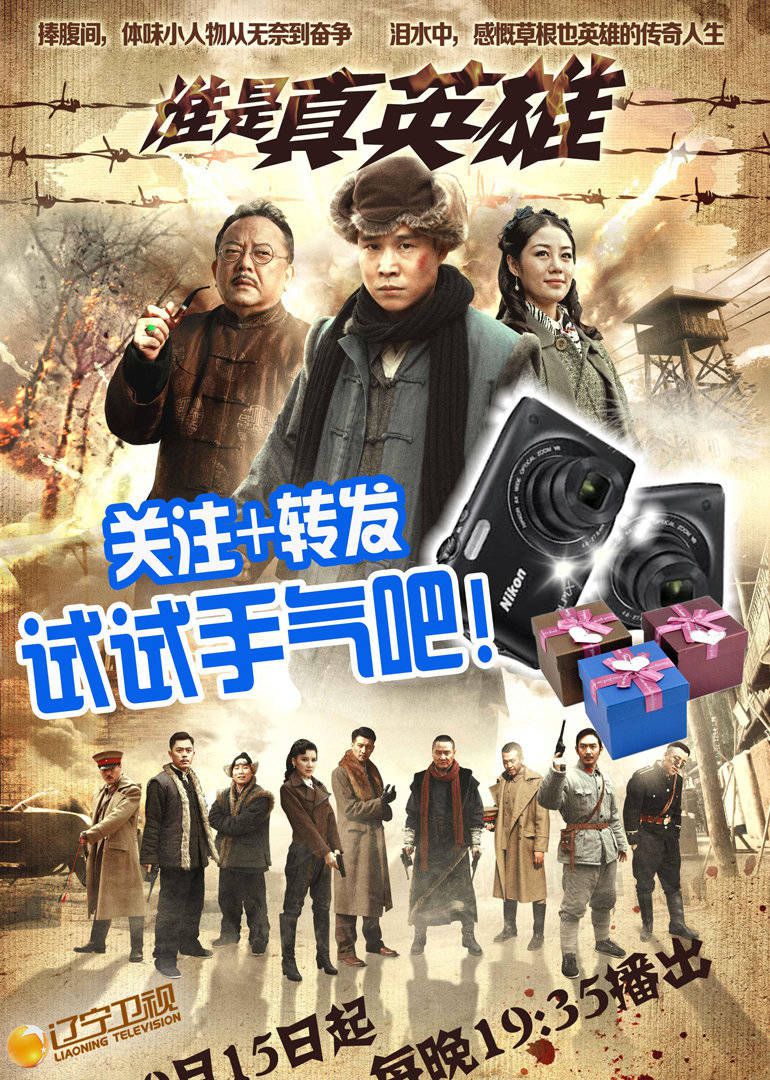 捧腹间，体味小人物从无奈到奋争 泪水中，感慨草根也英雄的传奇人生
谁是真英雄
关注+转发
试试手气吧！
Nikon
月15日起
每晚19:35播出
辽宁卫视
LIAONING TELEVISION